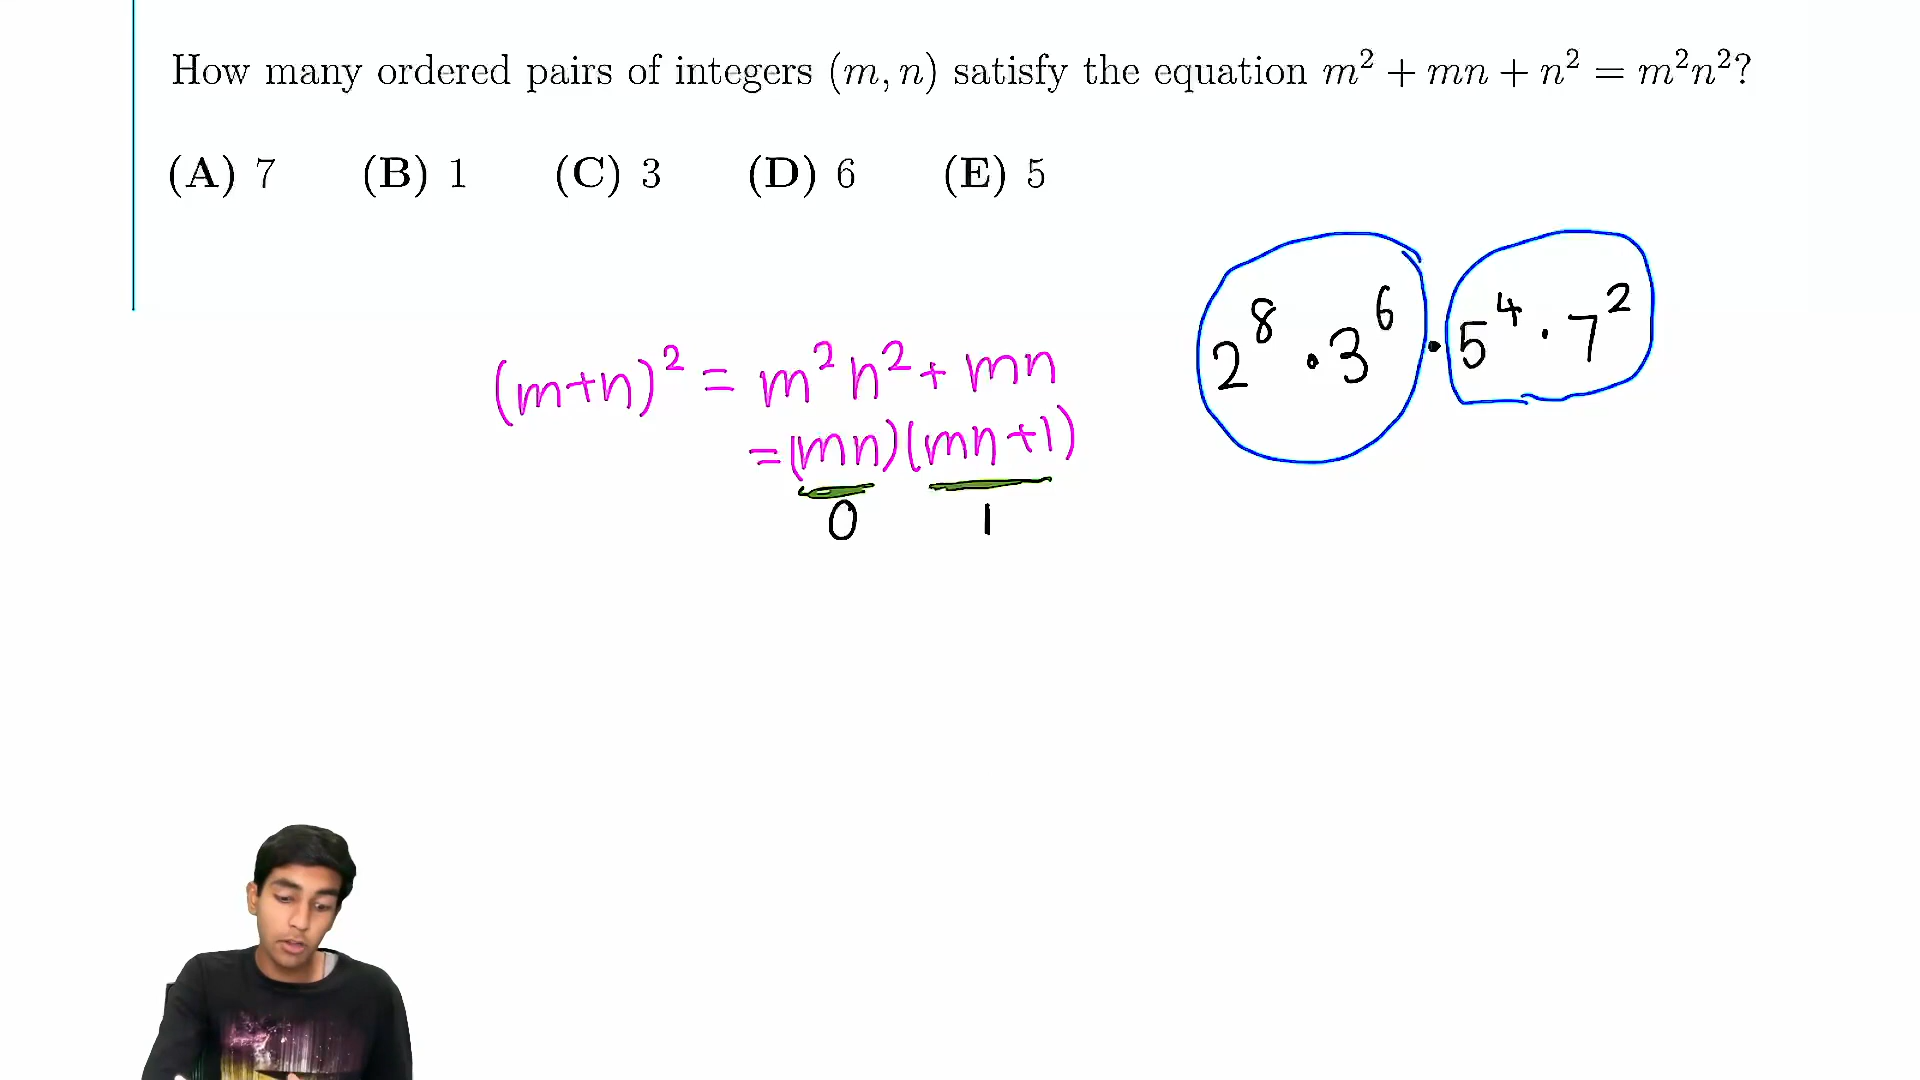 How many ordered pairs of integers (m, n) satisfy the equation m² + mn + n² = m²n²?
(A) 7 (B) 1 (C) 3 (D) 6 (E) 5
2⁸ · 3⁶ · 5⁴ · 7²
(m+n)² = m²n² + mn
= (mn)(mn+1)
0 1